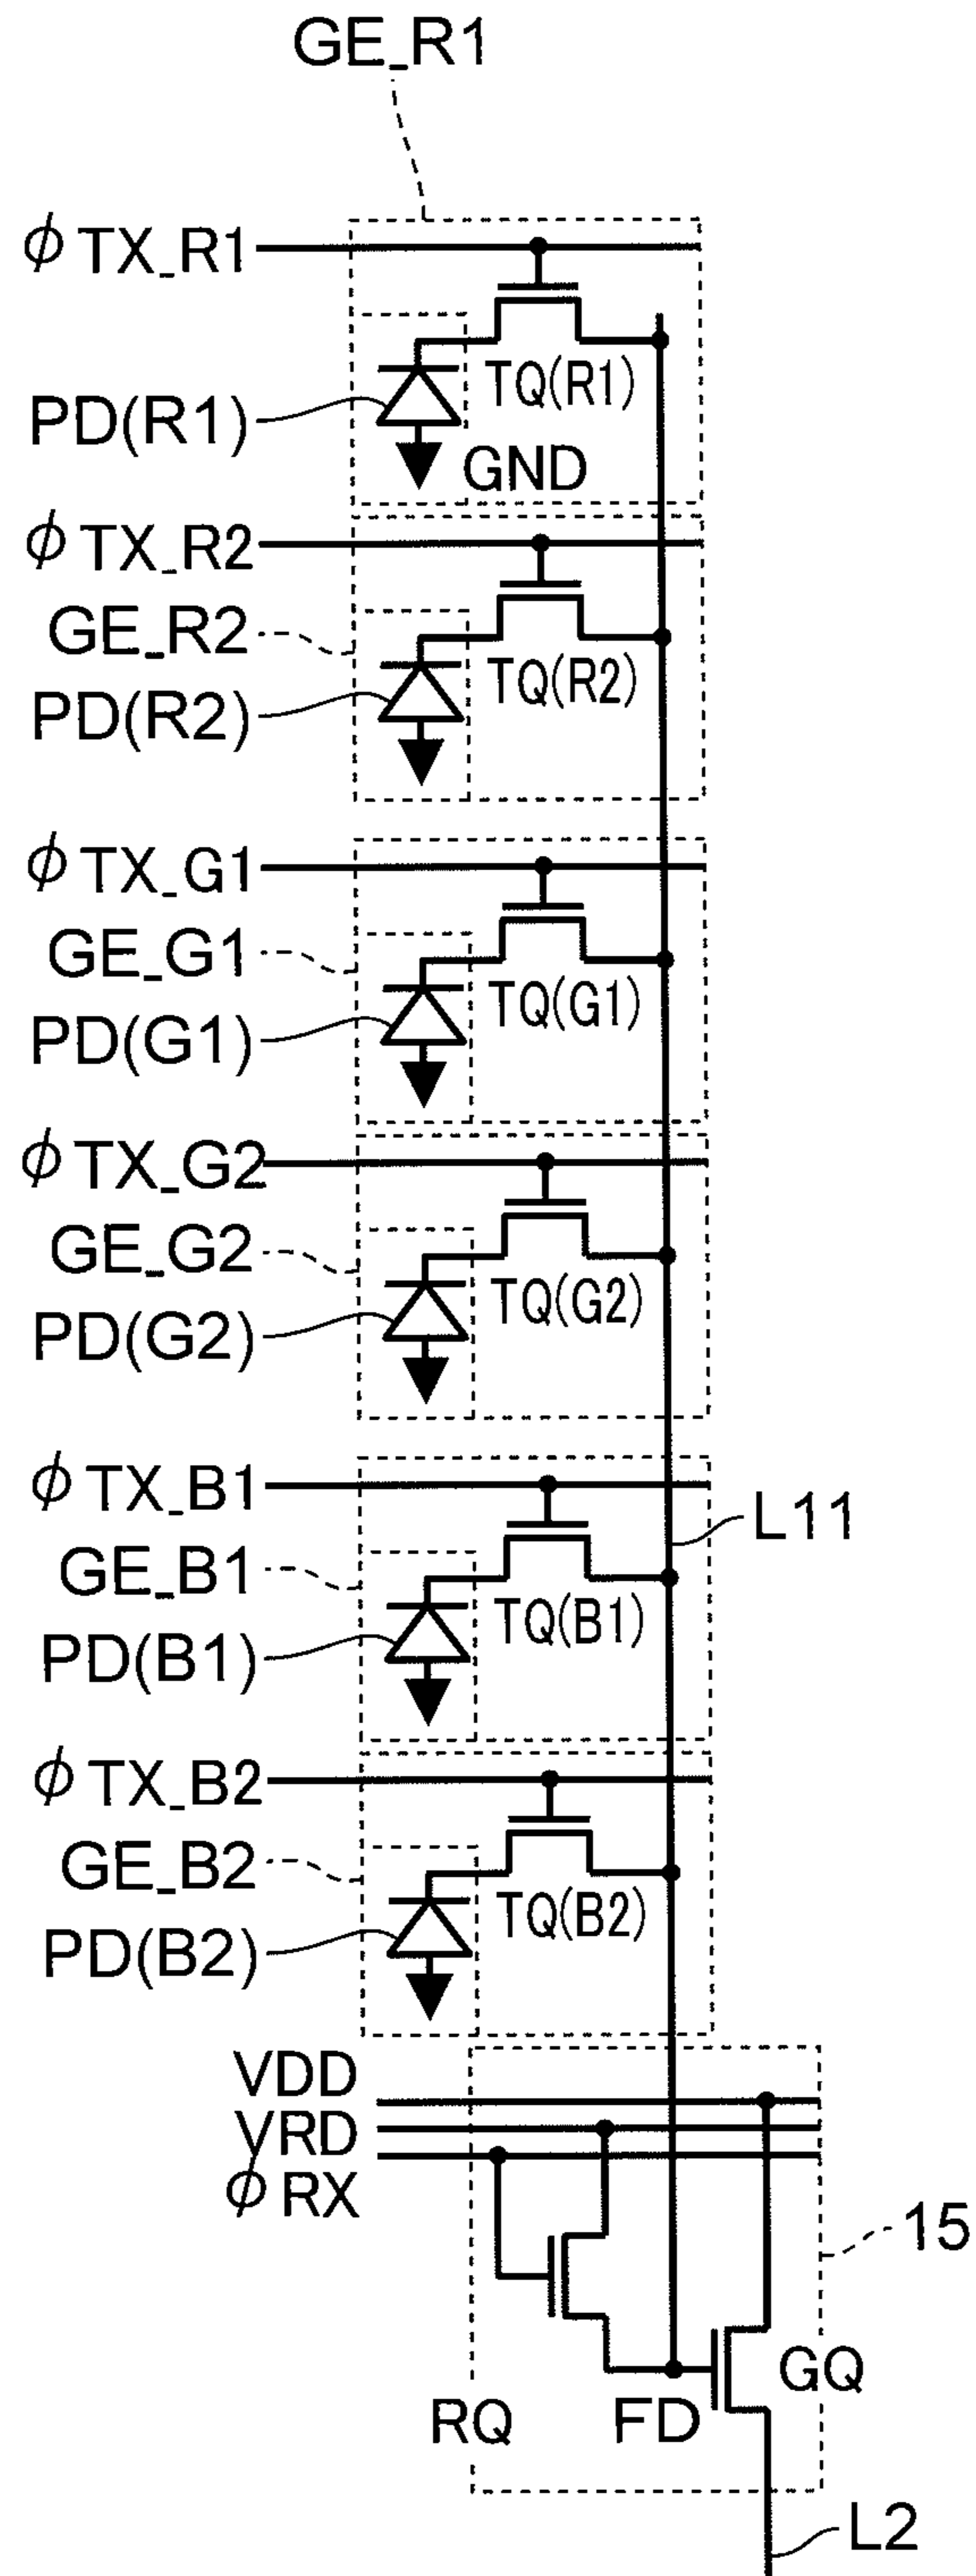 GE_R1
ϕTX_R1
TQ(R1)
PD(R1)
GND
ϕTX_R2
GE_R2
TQ(R2)
PD(R2)
ϕTX_G1
GE_G1
TQ(G1)
PD(G1)
ϕTX_G2
GE_G2
TQ(G2)
PD(G2)
ϕTX_B1
L11
GE_B1
TQ(B1)
PD(B1)
ϕTX_B2
GE_B2
TQ(B2)
PD(B2)
VDD
VRD
ϕRX
15
GQ
RQ
FD
L2